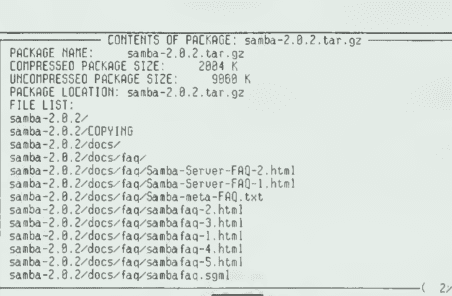 CONTENTS OF PACKAGE: samba-2.0.2.tar.gz
PACKAGE NAME: samba-2.0.2.tar.gz
COMPRESSED PACKAGE SIZE: 2004 K
UNCOMPRESSED PACKAGE SIZE: 9060 K
PACKAGE LOCATION: samba-2.0.2.tar.gz
FILE LIST:
samba-2.0.2/
samba-2.0.2/COPYING
samba-2.0.2/docs/
samba-2.0.2/docs/faq/
samba-2.0.2/docs/faq/Samba-Server-FAQ-2.html
samba-2.0.2/docs/faq/Samba-Server-FAQ-1.html
samba-2.0.2/docs/faq/Samba-meta-FAQ.txt
samba-2.0.2/docs/faq/sambafaq-2.html
samba-2.0.2/docs/faq/sambafaq-3.html
samba-2.0.2/docs/faq/sambafaq-1.html
samba-2.0.2/docs/faq/sambafaq-4.html
samba-2.0.2/docs/faq/sambafaq-5.html
samba-2.0.2/docs/faq/sambafaq.sgml